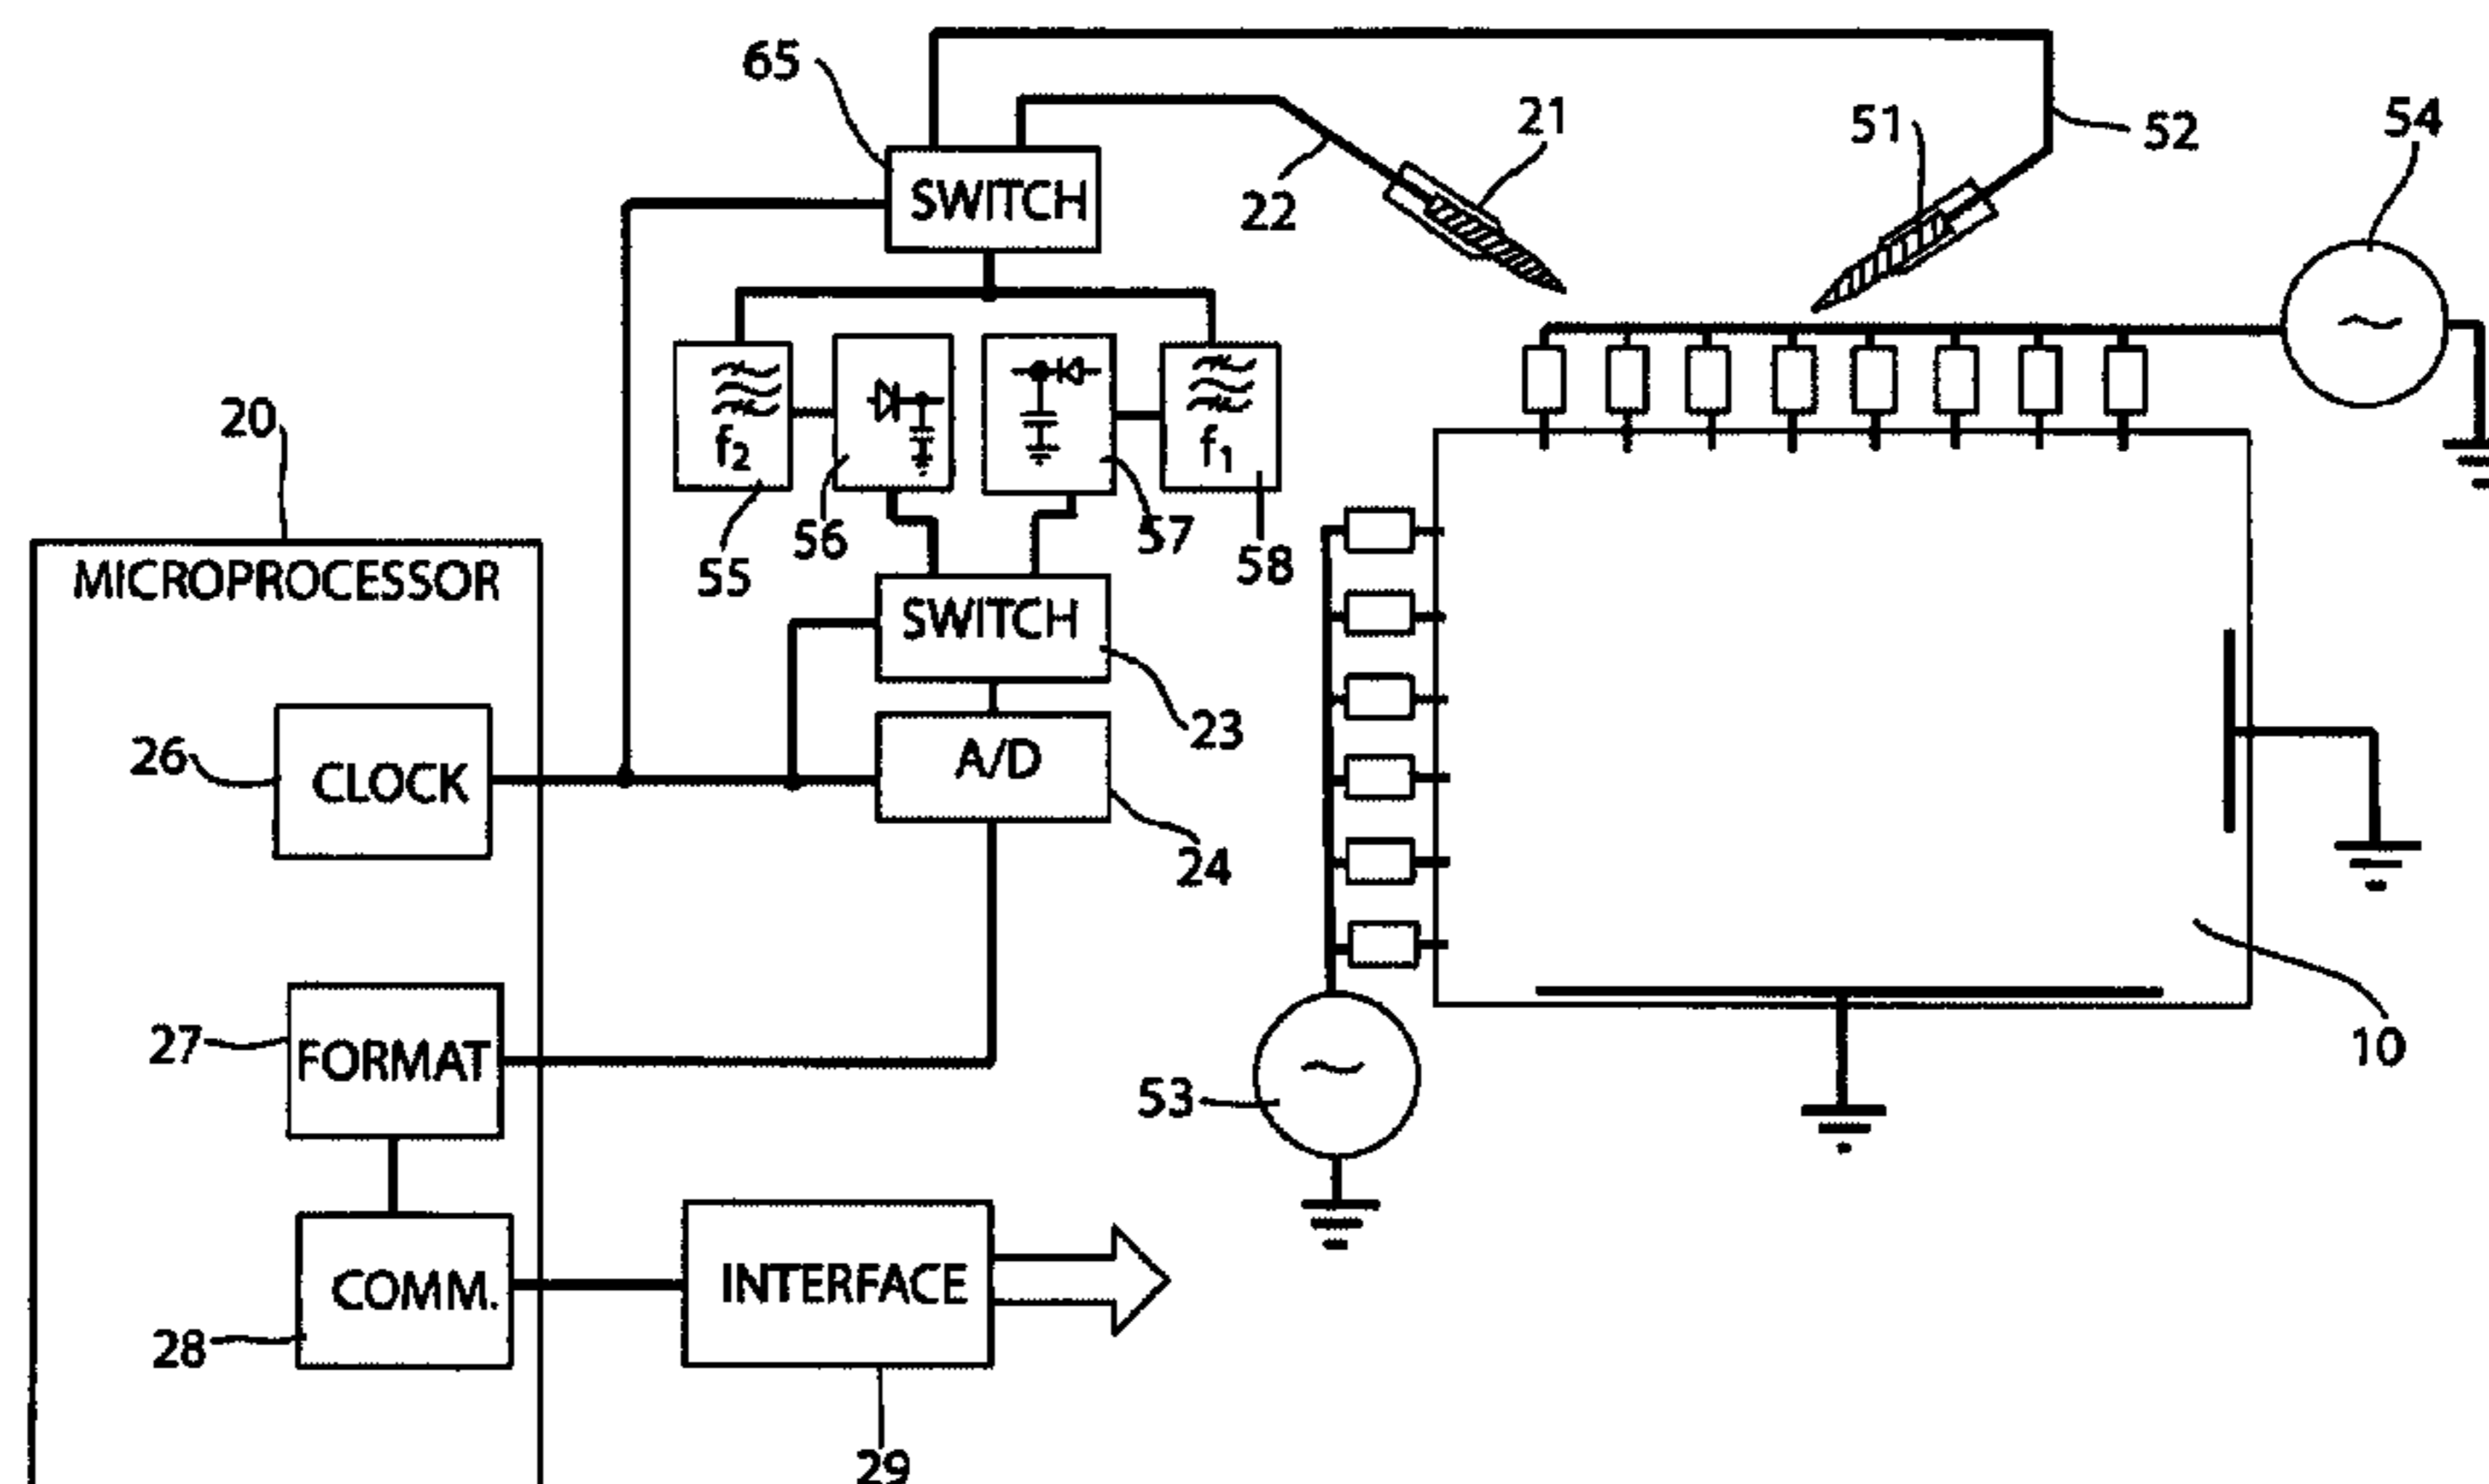 65
21
51
52
54
22
SWITCH
f2
f1
20
55
56
57
58
MICROPROCESSOR
SWITCH
23
26
CLOCK
A/D
24
27
FORMAT
53
10
COMM.
28
INTERFACE
29